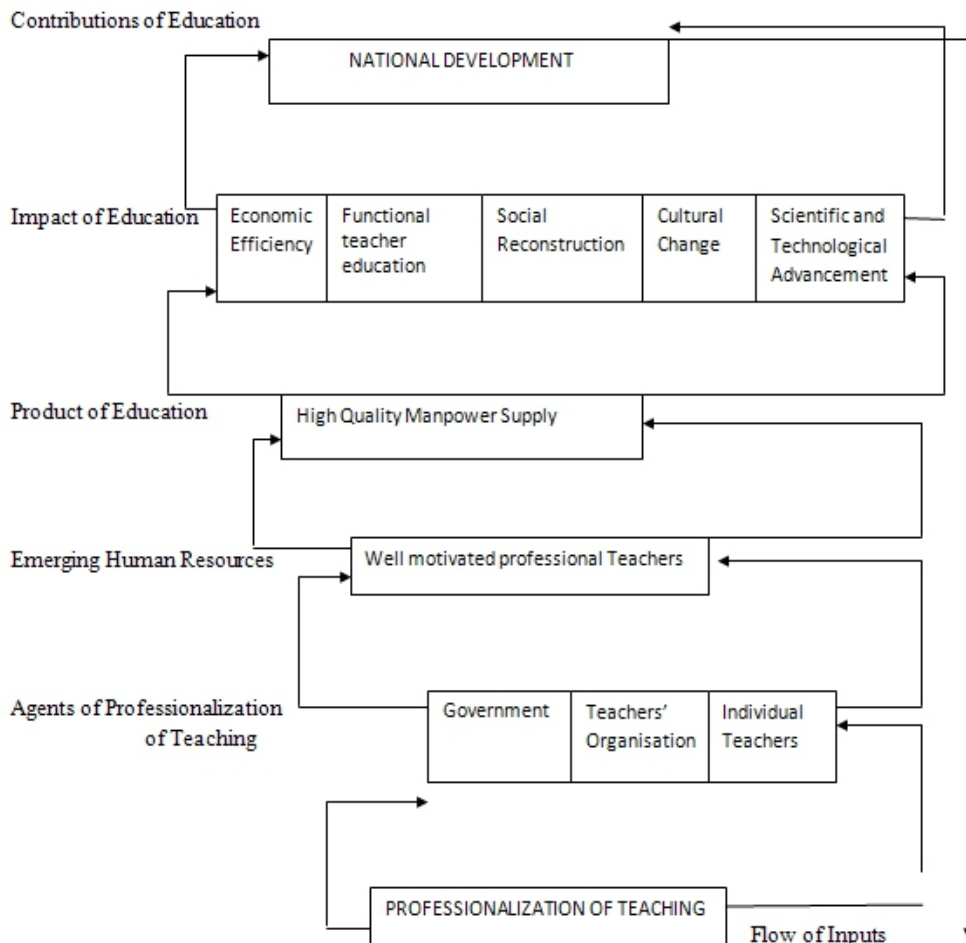 Contributions of Education
NATIONAL DEVELOPMENT
Impact of Education
Economic
Efficiency
Functional
teacher
education
Social
Reconstruction
Cultural
Change
Scientific and
Technological
Advancement
Product of Education
High Quality Manpower Supply
Emerging Human Resources
Well motivated professional Teachers
Agents of Professionalization
of Teaching
Government
Teachers’
Organisation
Individual
Teachers
PROFESSIONALIZATION OF TEACHING
Flow of Inputs